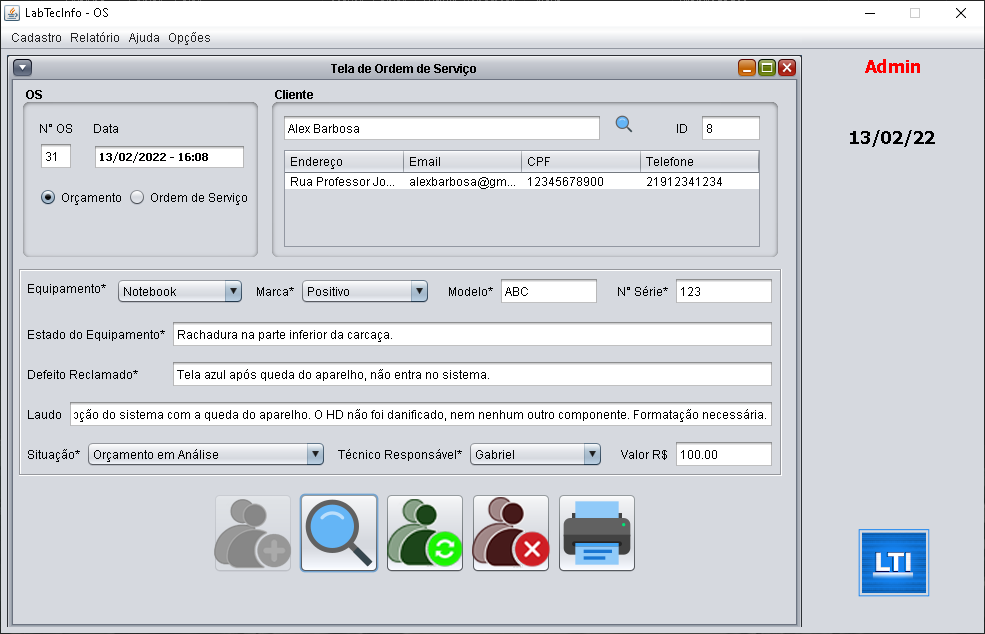 LabTecInfo - OS
Cadastro Relatório Ajuda Opções
Tela de Ordem de Serviço
Admin
13/02/22
OS
N° OS Data
31 13/02/2022 - 16:08
Orçamento Ordem de Serviço
Cliente
Alex Barbosa ID 8
Endereço Email CPF Telefone
Rua Professor Jo... alexbarbosa@gm... 12345678900 21912341234
Equipamento* Notebook Marca* Positivo Modelo* ABC N° Série* 123
Estado do Equipamento* Rachadura na parte inferior da carcaça.
Defeito Reclamado* Tela azul após queda do aparelho, não entra no sistema.
Laudo do sistema com a queda do aparelho. O HD não foi danificado, nem nenhum outro componente. Formatação necessária.
Situação* Orçamento em Análise Técnico Responsável* Gabriel Valor R$ 100.00
LTI